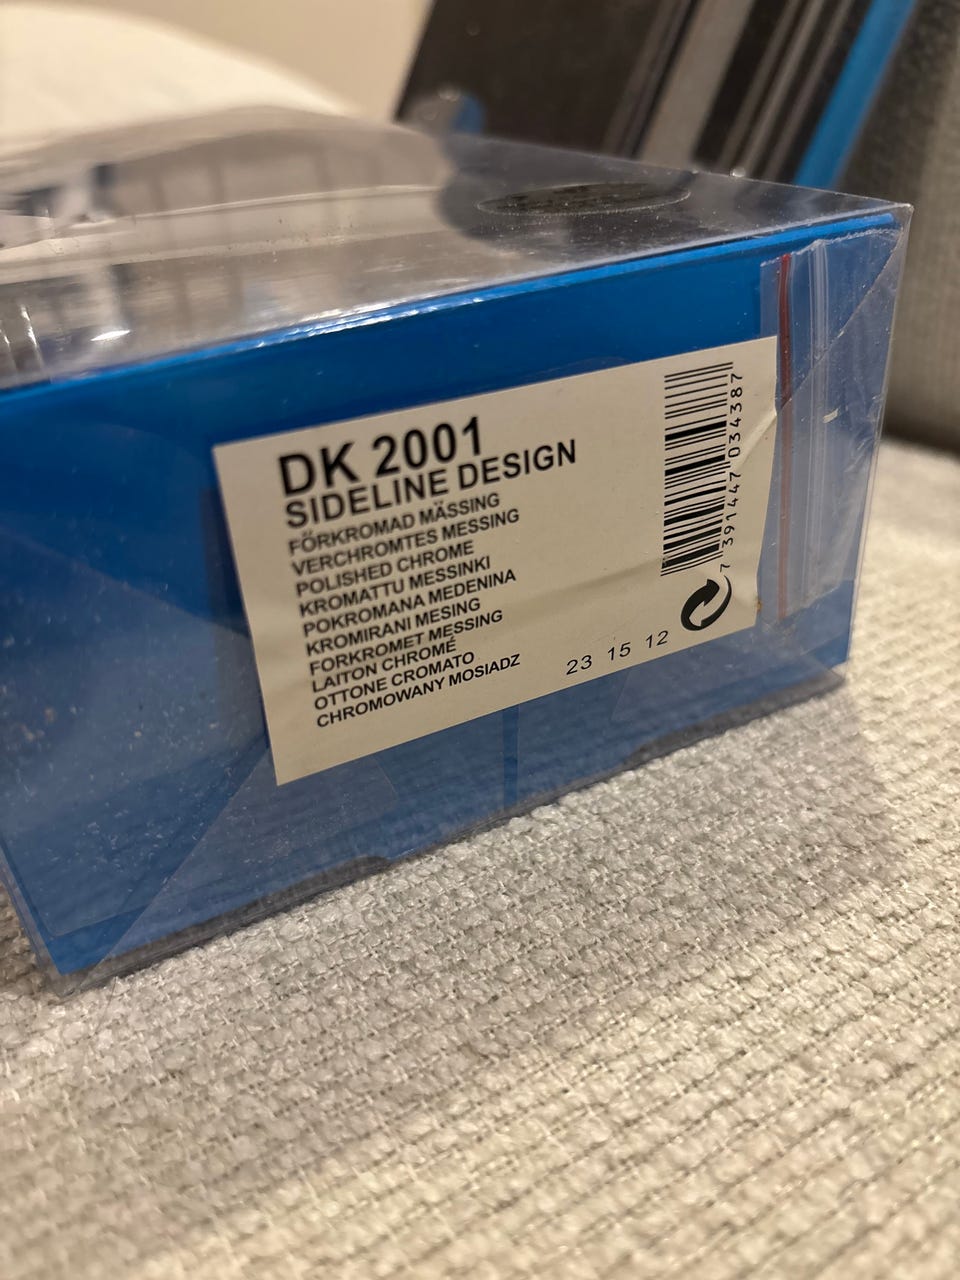 DK 2001
SIDELINE DESIGN
FÖRKROMAD MÄSSING
VERCHROMTES MESSING
POLISHED CHROME
KROMATTU MESSINKI
POKROMANA MEDENINA
KROMIRANI MESING
FORKROMET MESSING
LAITON CHROMÉ
OTTONE CROMATO
CHROMOWANY MOSIADZ
23 15 12
7 391447 034387